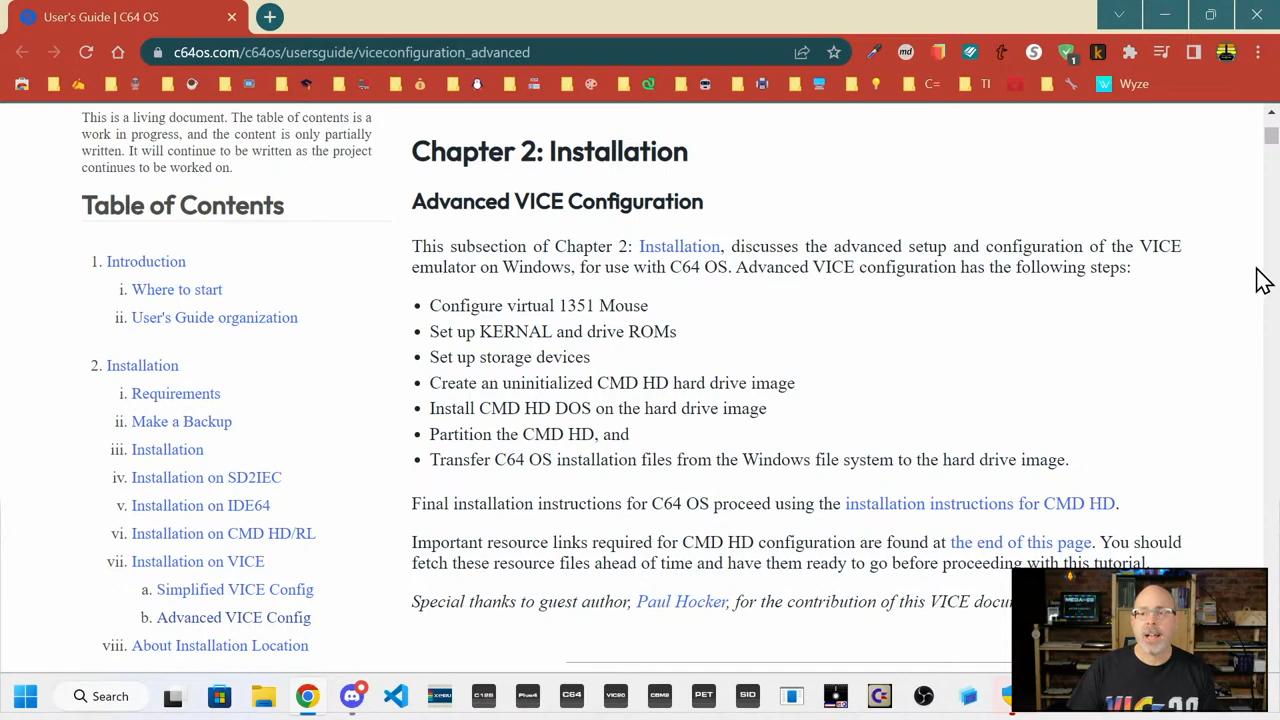 User's Guide | C64 OS
c64os.com/c64os/usersguide/viceconfiguration_advanced
1
C=
TI
Wyze
This is a living document. The table of contents is a
work in progress, and the content is only partially
written. It will continue to be written as the project
continues to be worked on.
Table of Contents
1. Introduction
i. Where to start
ii. User's Guide organization
2. Installation
i. Requirements
ii. Make a Backup
iii. Installation
iv. Installation on SD2IEC
v. Installation on IDE64
vi. Installation on CMD HD/RL
vii. Installation on VICE
a. Simplified VICE Config
b. Advanced VICE Config
viii. About Installation Location
Chapter 2: Installation
Advanced VICE Configuration
This subsection of Chapter 2: Installation, discusses the advanced setup and configuration of the VICE
emulator on Windows, for use with C64 OS. Advanced VICE configuration has the following steps:
• Configure virtual 1351 Mouse
• Set up KERNAL and drive ROMs
• Set up storage devices
• Create an uninitialized CMD HD hard drive image
• Install CMD HD DOS on the hard drive image
• Partition the CMD HD, and
• Transfer C64 OS installation files from the Windows file system to the hard drive image.
Final installation instructions for C64 OS proceed using the installation instructions for CMD HD.
Important resource links required for CMD HD configuration are found at the end of this page. You should
fetch these resource files ahead of time and have them ready to go before proceeding with this tutorial.
Special thanks to guest author, Paul Hocker, for the contribution of this VICE docu
MEGA-65
Search
C128
Plus4
C64
VIC20
CBM2
PET
SID